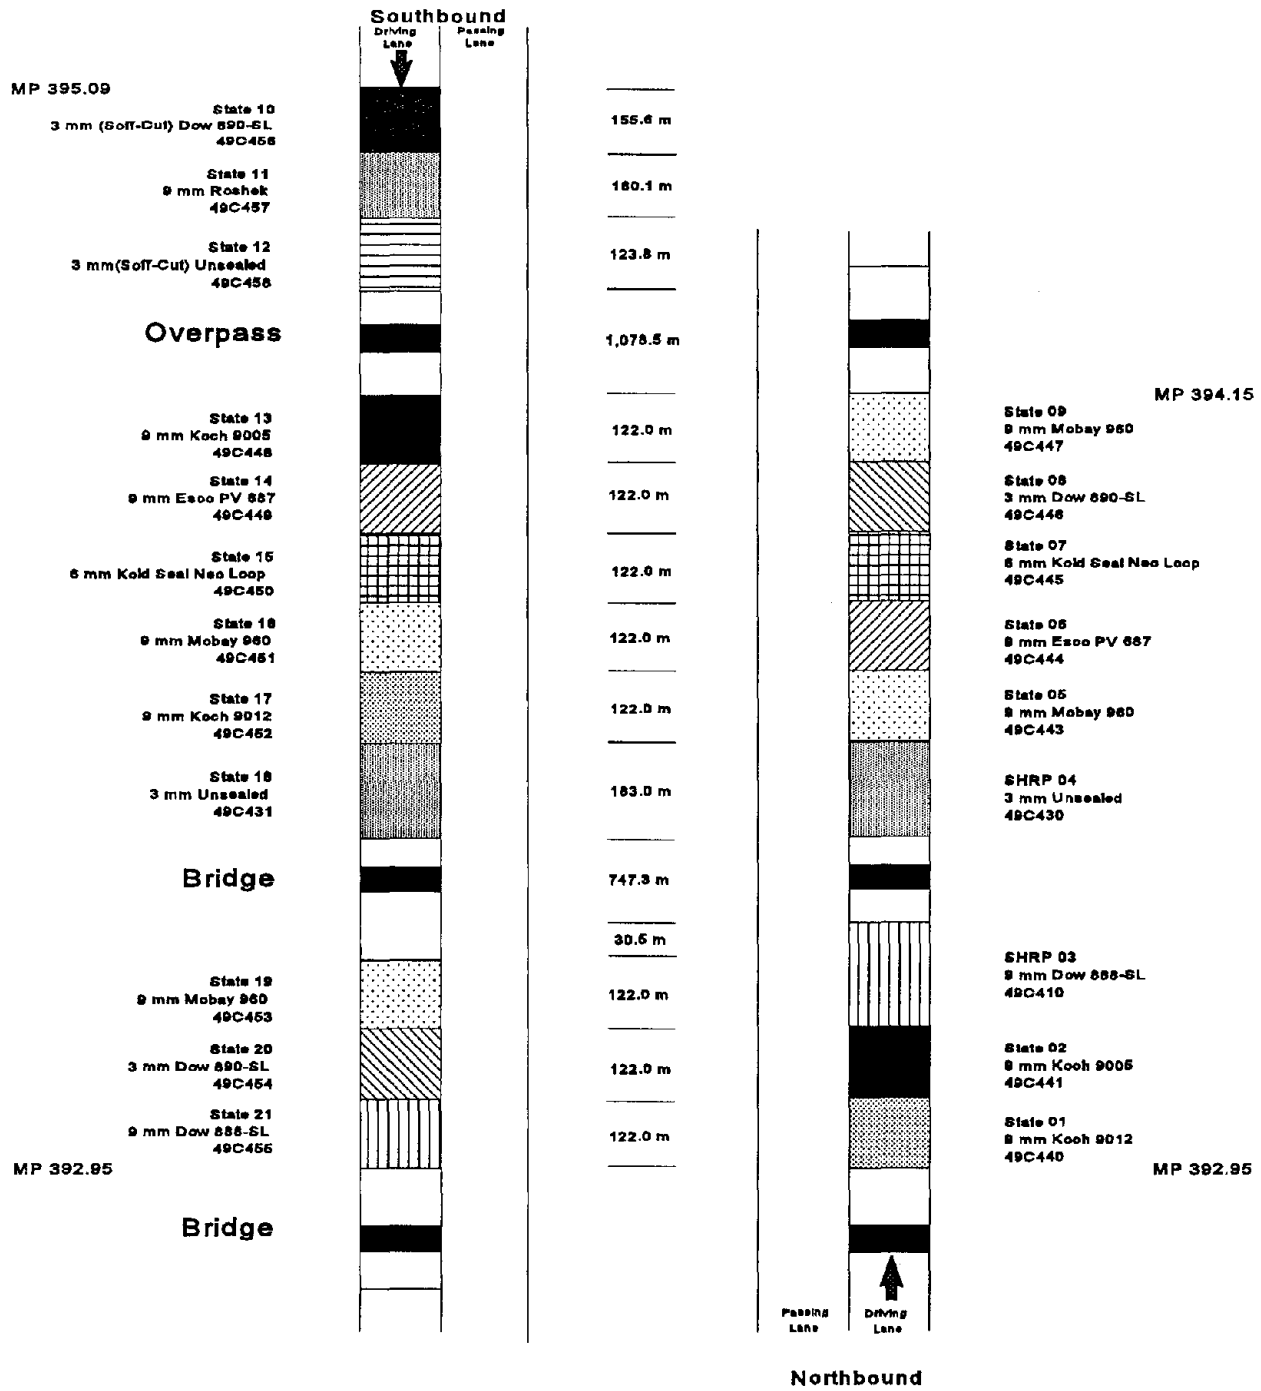 Southbound
Driving
Lane
Passing
Lane
MP 395.09
State 10
3 mm (Soff-Cut) Dow 890-SL
49C456
155.6 m
State 11
9 mm Roshek
49C457
160.1 m
State 12
3 mm(Soff-Cut) Unsealed
49C458
123.8 m
Overpass
1,078.5 m
MP 394.15
State 13
9 mm Koch 9005
49C448
122.0 m
State 09
9 mm Mobay 960
49C447
State 14
9 mm Esco PV 687
49C449
122.0 m
State 08
3 mm Dow 890-SL
49C446
State 15
6 mm Kold Seal Neo Loop
49C450
122.0 m
State 07
6 mm Kold Seal Neo Loop
49C445
State 16
9 mm Mobay 960
49C451
122.0 m
State 06
9 mm Esco PV 687
49C444
State 17
9 mm Koch 9012
49C452
122.0 m
State 05
9 mm Mobay 960
49C443
State 18
3 mm Unsealed
49C431
183.0 m
SHRP 04
3 mm Unsealed
49C430
Bridge
747.3 m
30.5 m
SHRP 03
9 mm Dow 888-SL
49C410
State 19
9 mm Mobay 960
49C453
122.0 m
State 20
3 mm Dow 890-SL
49C454
122.0 m
State 02
9 mm Koch 9005
49C441
State 21
9 mm Dow 888-SL
49C455
122.0 m
State 01
9 mm Koch 9012
49C440
MP 392.95
MP 392.95
Bridge
Passing
Lane
Driving
Lane
Northbound